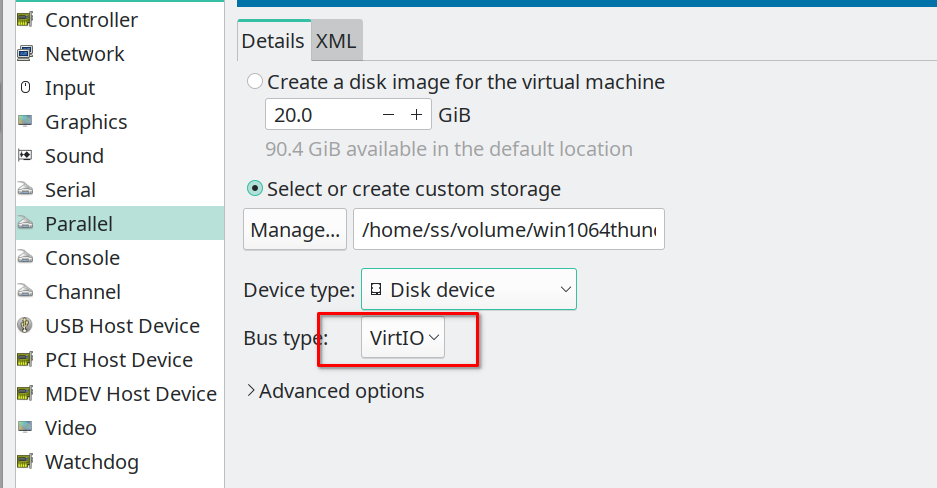 Controller
Network
Input
Graphics
Sound
Serial
Parallel
Console
Channel
USB Host Device
PCI Host Device
MDEV Host Device
Video
Watchdog
Details XML
Create a disk image for the virtual machine
20.0 − + GiB
90.4 GiB available in the default location
Select or create custom storage
Manage... /home/ss/volume/win1064thun
Device type: Disk device
Bus type: VirtIO
Advanced options